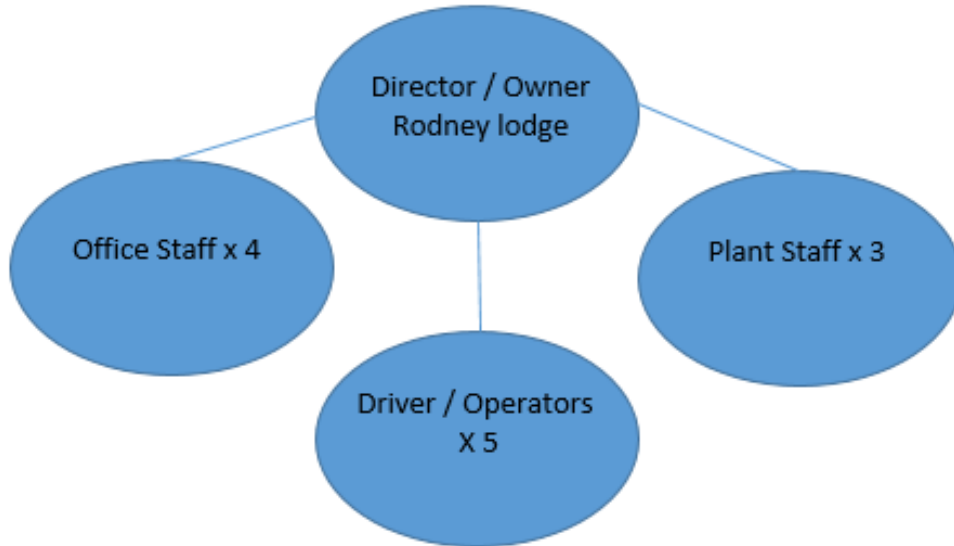 Director / Owner
Rodney lodge
Office Staff x 4
Plant Staff x 3
Driver / Operators
X 5